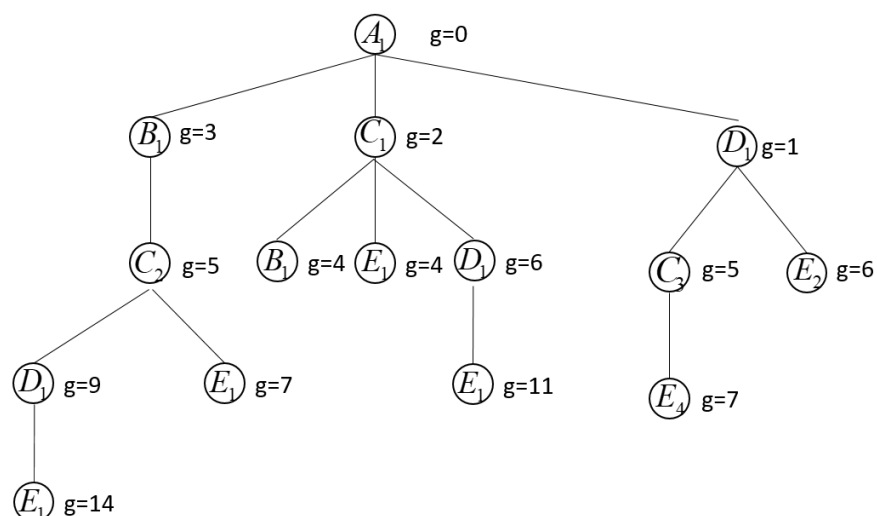 A₁ g=0
B₁ g=3 C₁ g=2 D₁ g=1
C₂ g=5 B₁ g=4 E₁ g=4 D₁ g=6 C₃ g=5 E₂ g=6
D₁ g=9 E₁ g=7 E₁ g=11 E₄ g=7
E₁ g=14